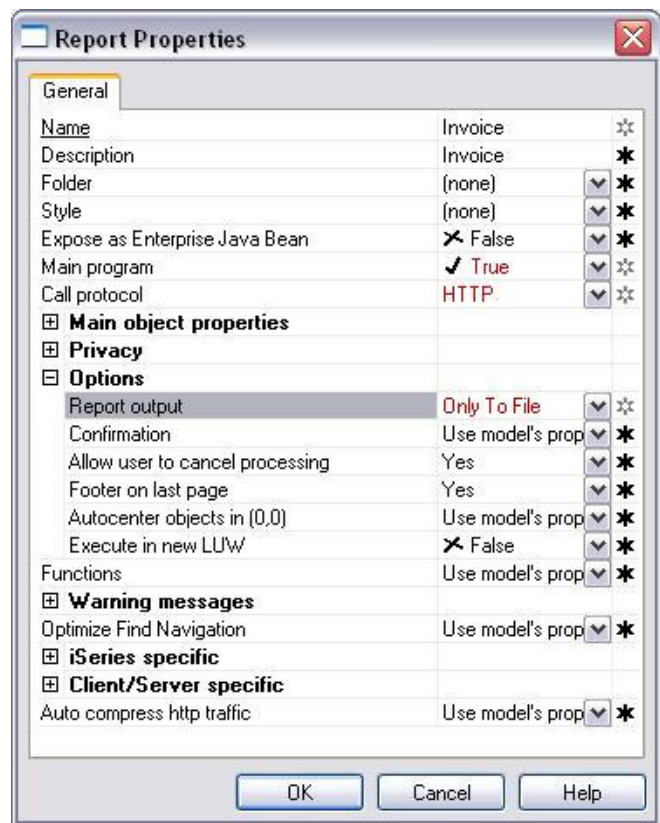 Report Properties
General
Name Invoice
Description Invoice
Folder (none)
Style (none)
Expose as Enterprise Java Bean False
Main program True
Call protocol HTTP
Main object properties
Privacy
Options
Report output Only To File
Confirmation Use model's prop
Allow user to cancel processing Yes
Footer on last page Yes
Autocenter objects in (0,0) Use model's prop
Execute in new LUW False
Functions Use model's prop
Warning messages
Optimize Find Navigation Use model's prop
iSeries specific
Client/Server specific
Auto compress http traffic Use model's prop
OK Cancel Help